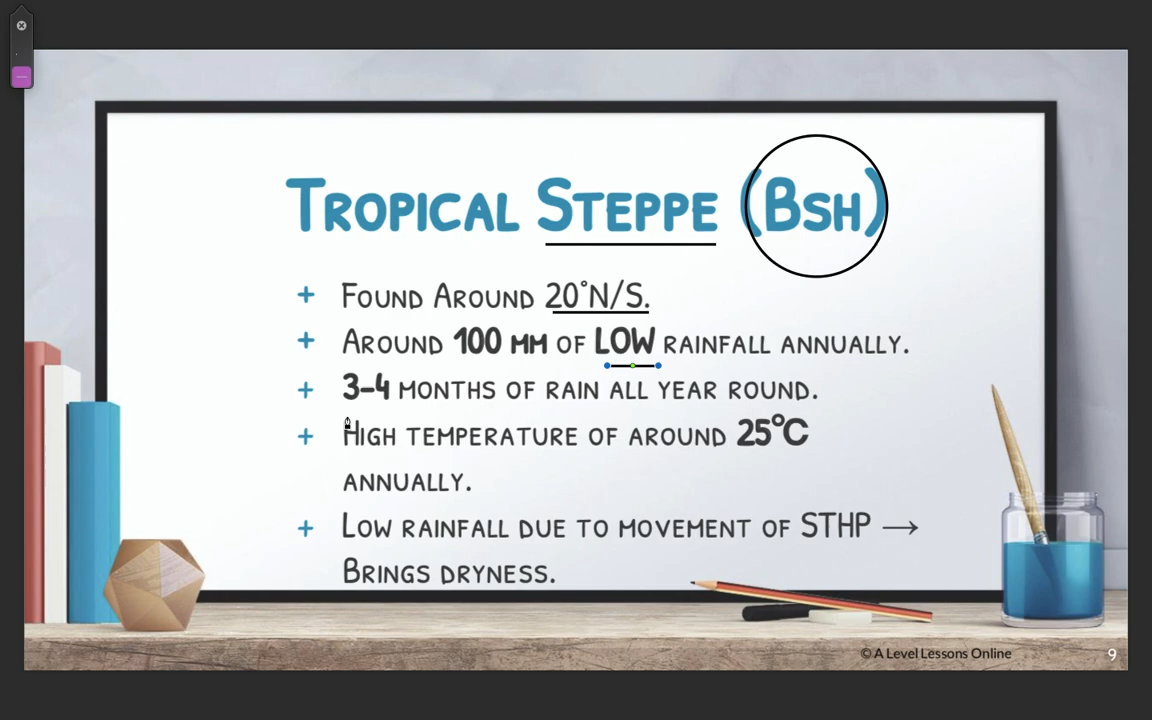 Tropical Steppe (Bsh)
+ Found Around 20°N/S.
+ Around 100 mm of LOW rainfall annually.
+ 3-4 months of rain all year round.
+ High temperature of around 25°C
annually.
+ Low rainfall due to movement of STHP →
Brings dryness.
© A Level Lessons Online
9